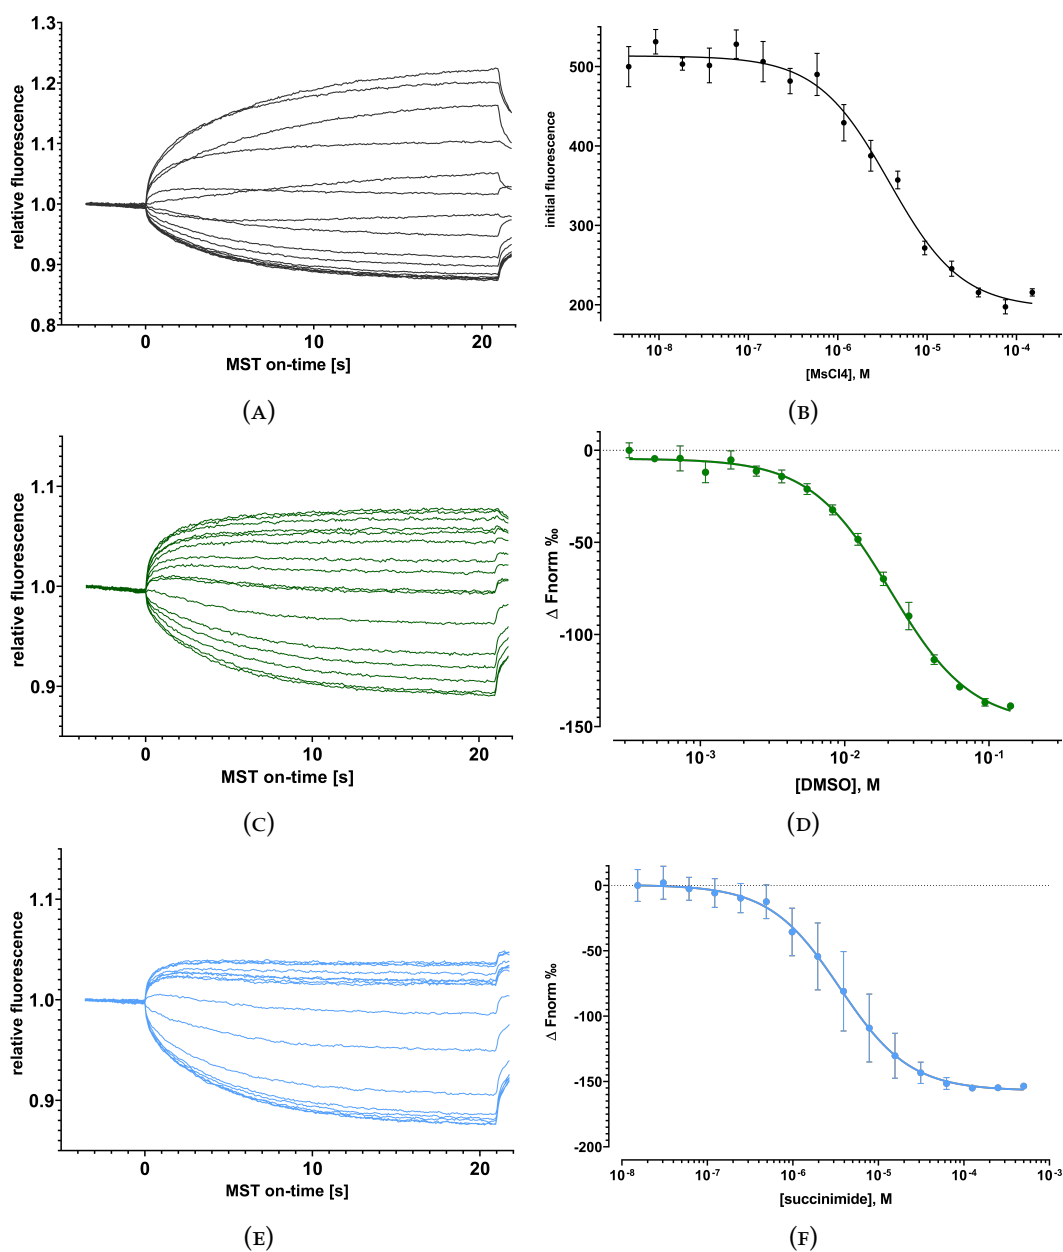 1.3
1.2
1.1
1.0
0.9
0.8
relative fluorescence
0
10
20
MST on-time [s]
(A)
500
400
300
200
initial fluorescence
10-8
10-7
10-6
10-5
10-4
[MsCl4], M
(B)
1.1
1.0
0.9
relative fluorescence
0
10
20
MST on-time [s]
(C)
0
-50
-100
-150
Δ Fnorm ‰
10-3
10-2
10-1
[DMSO], M
(D)
1.1
1.0
0.9
relative fluorescence
0
10
20
MST on-time [s]
(E)
0
-50
-100
-150
-200
Δ Fnorm ‰
10-8
10-7
10-6
10-5
10-4
10-3
[succinimide], M
(F)